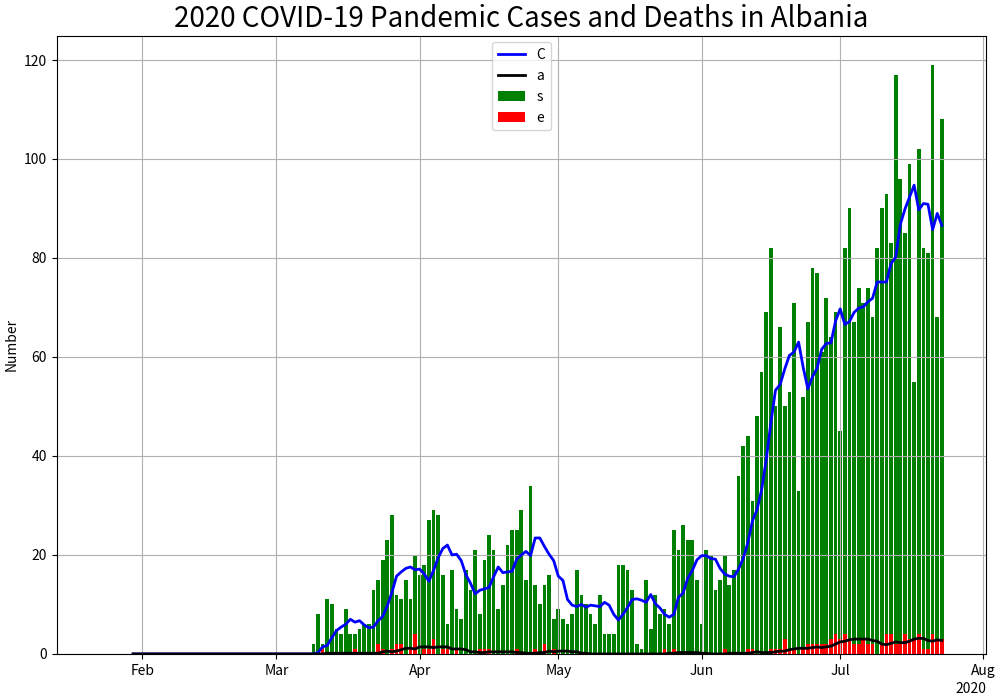 2020 COVID-19 Pandemic Cases and Deaths in Albania
C
a
s
e
Number
120
100
80
60
40
20
0
Feb
Mar
Apr
May
Jun
Jul
Aug
2020